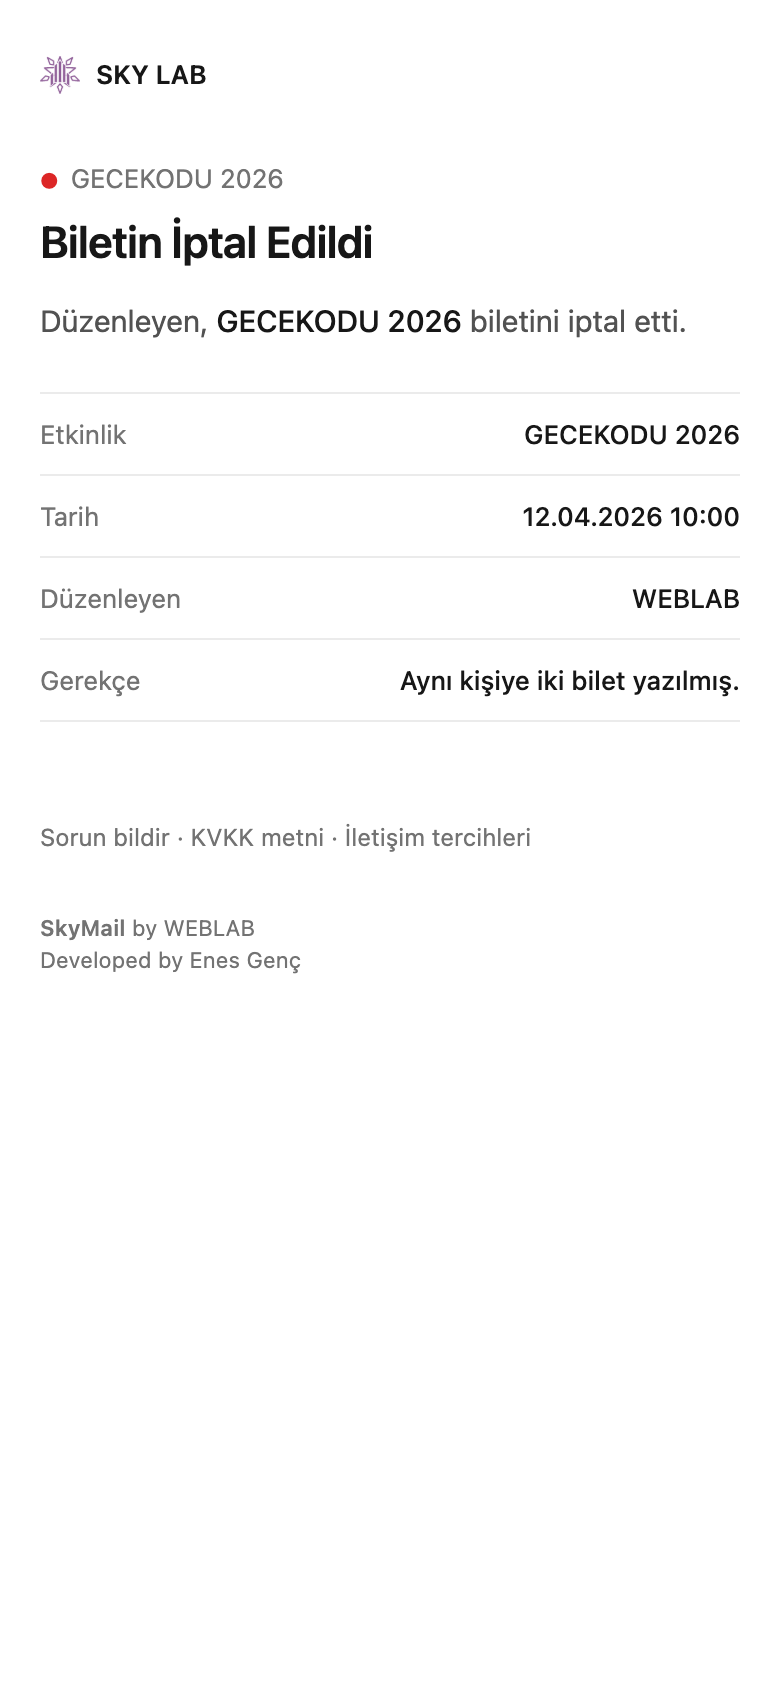 SKY LAB
GECEKODU 2026
Biletin İptal Edildi
Düzenleyen, GECEKODU 2026 biletini iptal etti.
Etkinlik GECEKODU 2026
Tarih 12.04.2026 10:00
Düzenleyen WEBLAB
Gerekçe Aynı kişiye iki bilet yazılmış.
Sorun bildir · KVKK metni · İletişim tercihleri
SkyMail by WEBLAB
Developed by Enes Genç